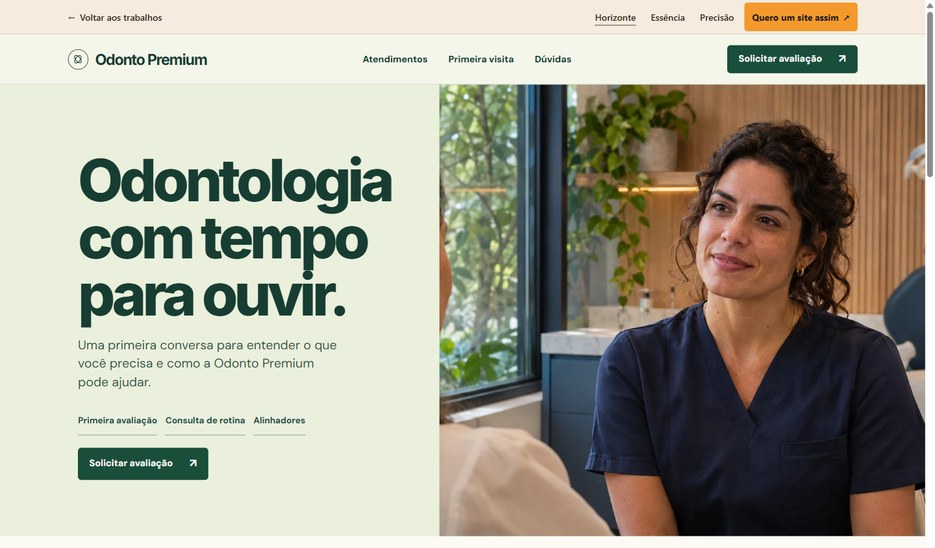 ← Voltar aos trabalhos
Horizonte Essência Precisão Quero um site assim ↗
Odonto Premium
Atendimentos Primeira visita Dúvidas
Solicitar avaliação
Odontologia
com tempo
para ouvir.
Uma primeira conversa para entender o que
você precisa e como a Odonto Premium
pode ajudar.
Primeira avaliação Consulta de rotina Alinhadores
Solicitar avaliação